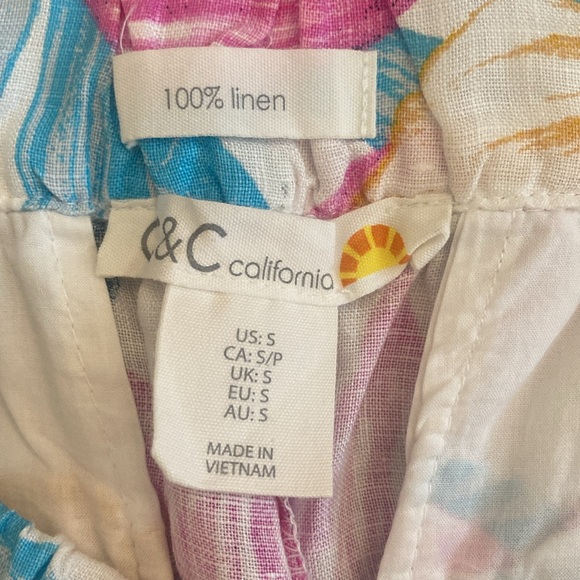 100% linen
C&C california
US: S
CA: S/P
UK: S
EU: S
AU: S
MADE IN
VIETNAM